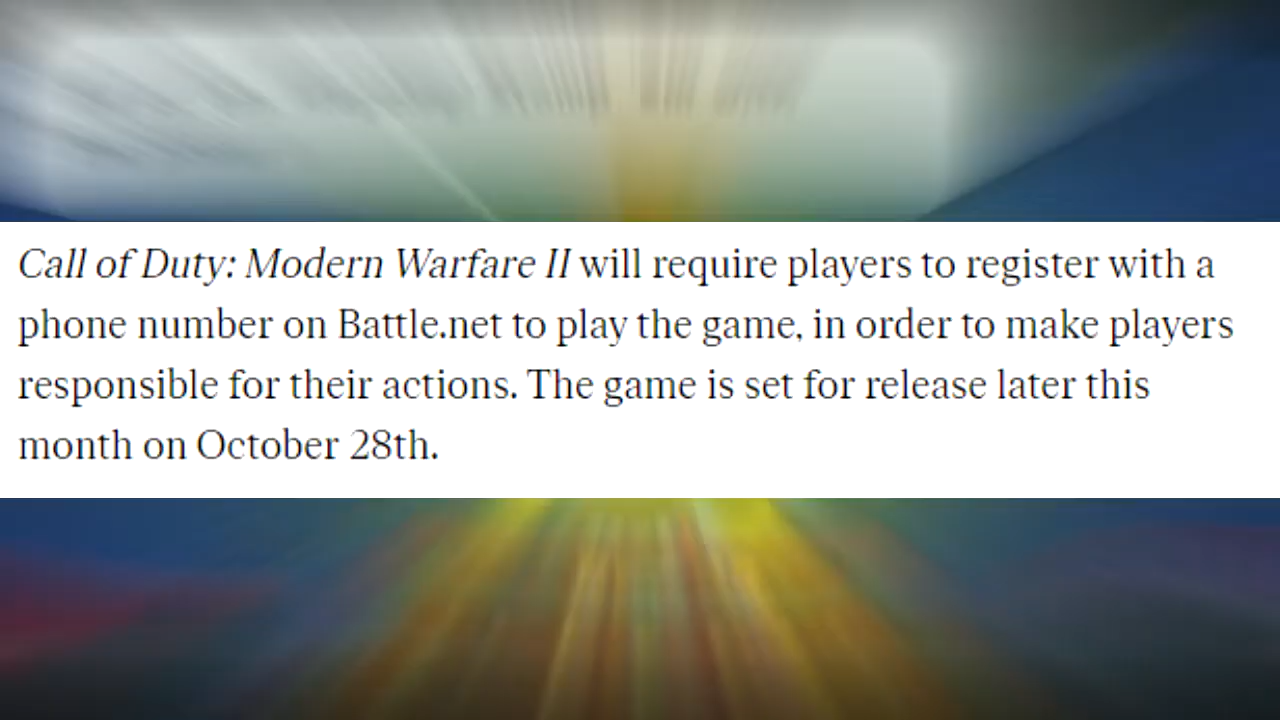 Call of Duty: Modern Warfare II will require players to register with a
phone number on Battle.net to play the game, in order to make players
responsible for their actions. The game is set for release later this
month on October 28th.